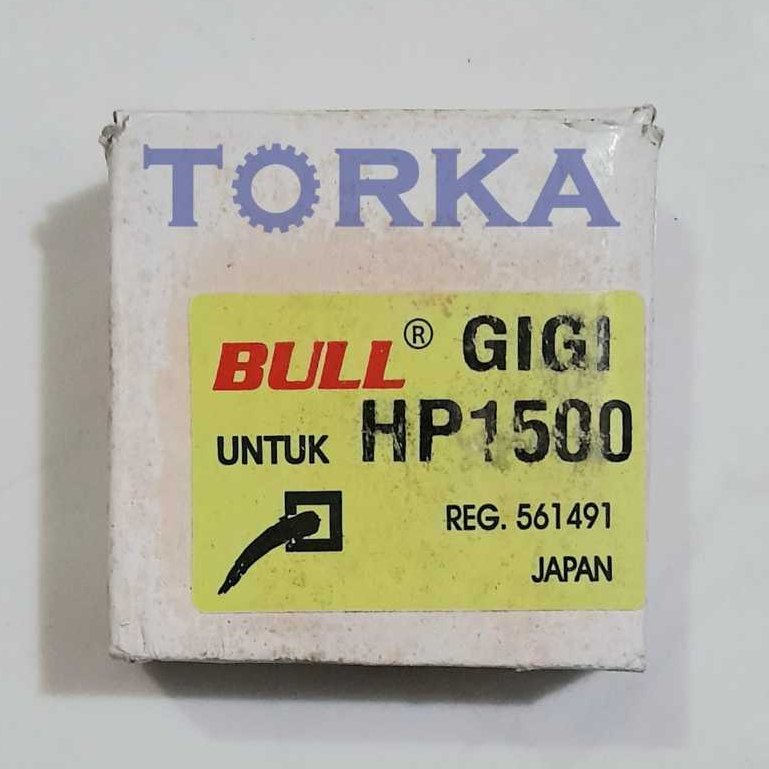 TORKA
BULL® GIGI
UNTUK HP1500
REG. 561491
JAPAN